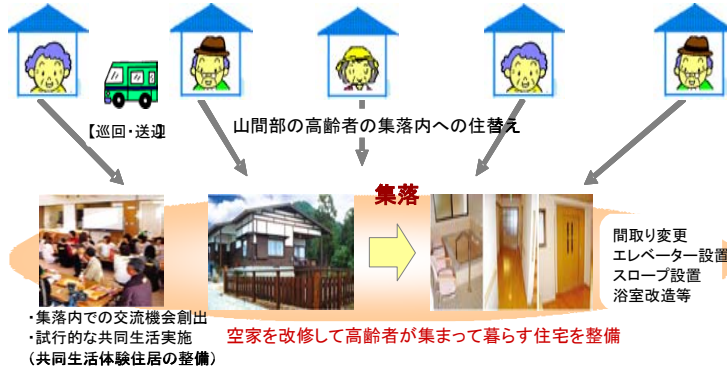 【巡回・送迎】
山間部の高齢者の集落内への住替え
集落
間取り変更
エレベーター設置
スロープ設置
浴室改造等
・集落内での交流機会創出
・試行的な共同生活実施
（共同生活体験住居の整備）
空家を改修して高齢者が集まって暮らす住宅を整備